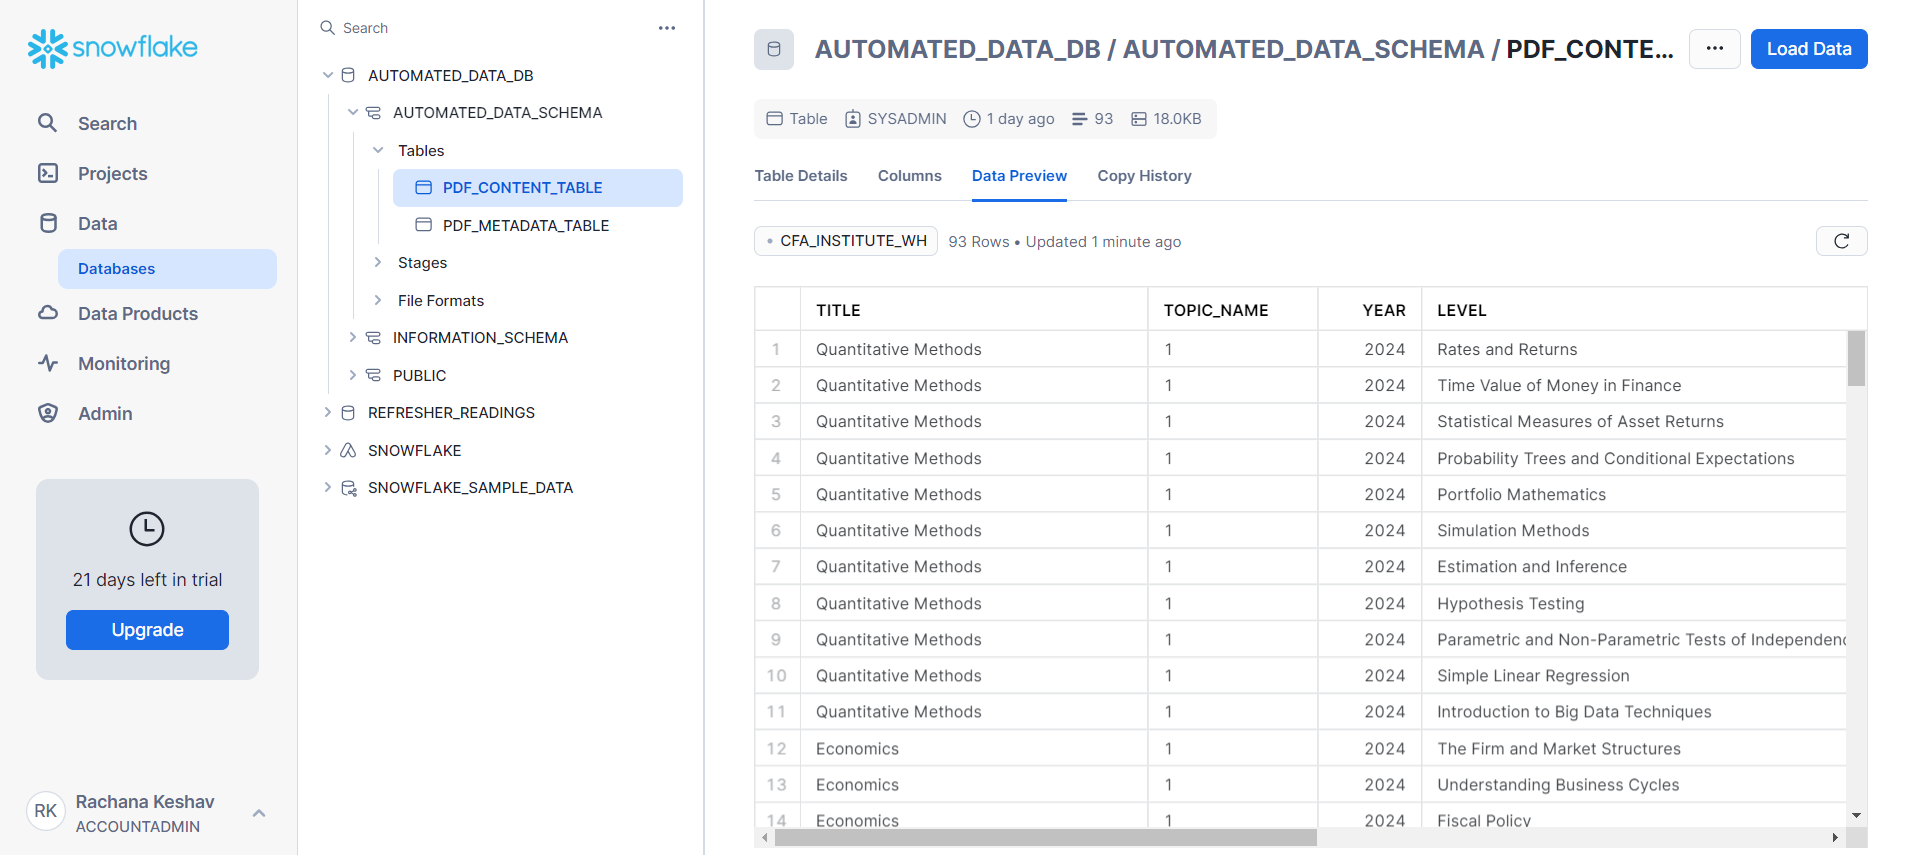 snowflake
Search
Projects
Data
Databases
Data Products
Monitoring
Admin
21 days left in trial
Upgrade
RK
Rachana Keshav
ACCOUNTADMIN
Search
AUTOMATED_DATA_DB
AUTOMATED_DATA_SCHEMA
Tables
PDF_CONTENT_TABLE
PDF_METADATA_TABLE
Stages
File Formats
INFORMATION_SCHEMA
PUBLIC
REFRESHER_READINGS
SNOWFLAKE
SNOWFLAKE_SAMPLE_DATA
AUTOMATED_DATA_DB / AUTOMATED_DATA_SCHEMA / PDF_CONTE...
Load Data
Table SYSADMIN 1 day ago 93 18.0KB
Table Details Columns Data Preview Copy History
CFA_INSTITUTE_WH 93 Rows • Updated 1 minute ago
TITLE TOPIC_NAME YEAR LEVEL
1 Quantitative Methods 1 2024 Rates and Returns
2 Quantitative Methods 1 2024 Time Value of Money in Finance
3 Quantitative Methods 1 2024 Statistical Measures of Asset Returns
4 Quantitative Methods 1 2024 Probability Trees and Conditional Expectations
5 Quantitative Methods 1 2024 Portfolio Mathematics
6 Quantitative Methods 1 2024 Simulation Methods
7 Quantitative Methods 1 2024 Estimation and Inference
8 Quantitative Methods 1 2024 Hypothesis Testing
9 Quantitative Methods 1 2024 Parametric and Non-Parametric Tests of Independenc
10 Quantitative Methods 1 2024 Simple Linear Regression
11 Quantitative Methods 1 2024 Introduction to Big Data Techniques
12 Economics 1 2024 The Firm and Market Structures
13 Economics 1 2024 Understanding Business Cycles
14 Economics 1 2024 Fiscal Policy